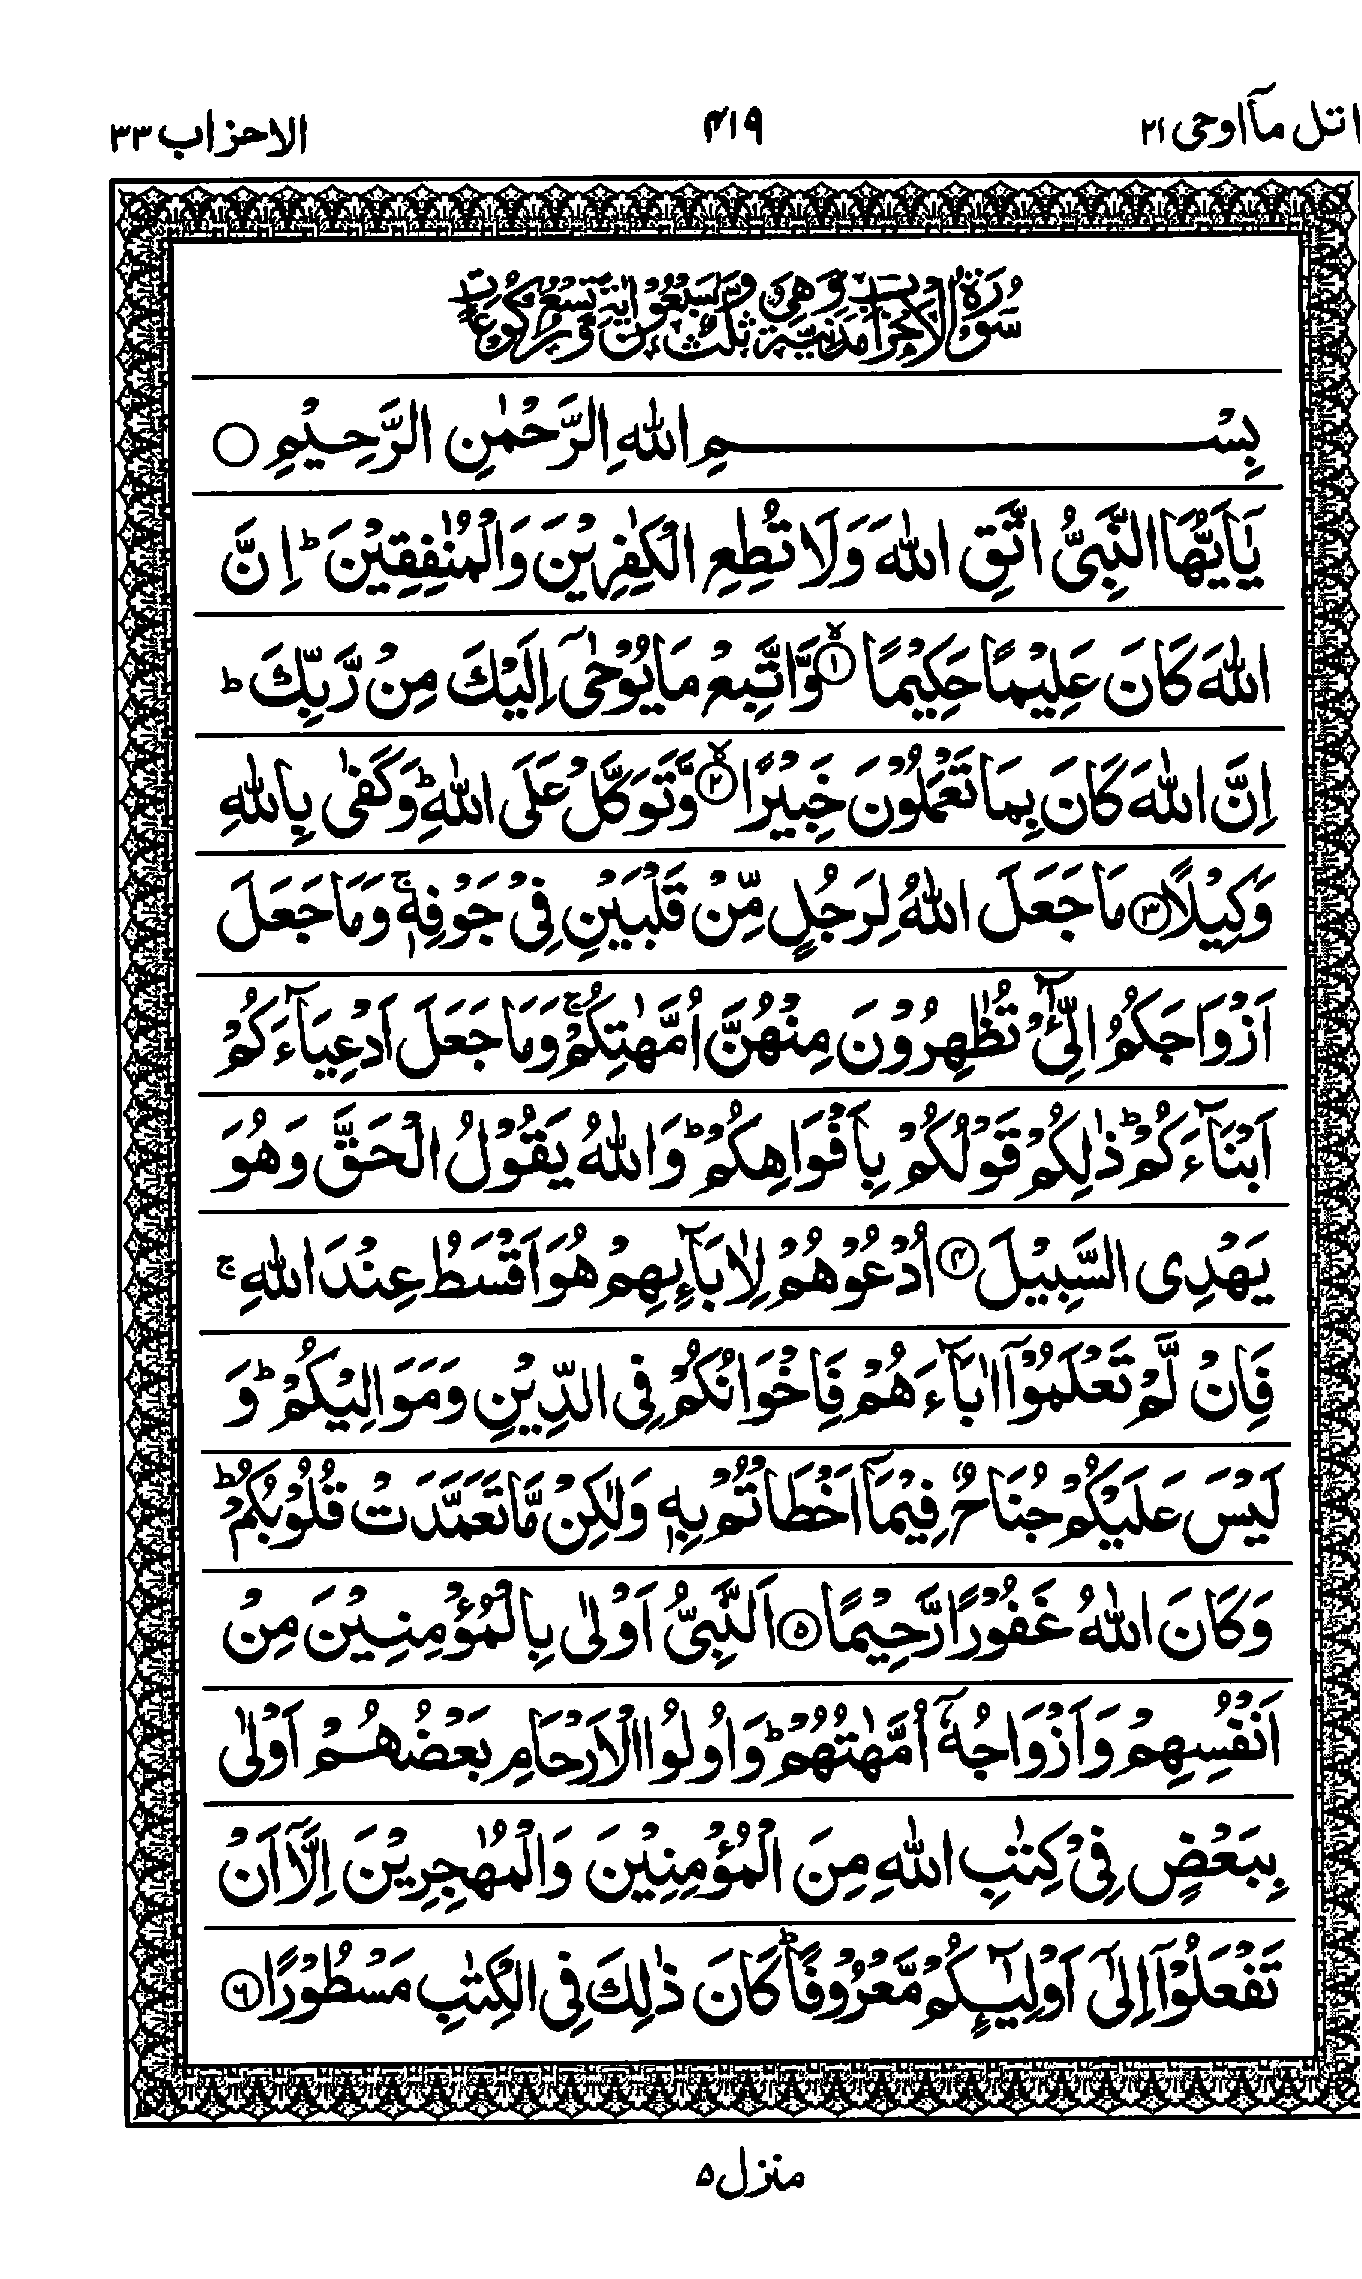 اتل مآ اوحی ۲۱
۴۱۹
الاحزاب ۳۳
سُوْرَةُ الْاَحْزَابِ مَدَنِيَّةٌ وَّهِيَ ثَلٰثٌ وَّسَبْعُوْنَ اٰيَةً وَّتِسْعُ رُكُوْعَاتٍ
بِسْمِ اللّٰهِ الرَّحْمٰنِ الرَّحِيْمِ ○
يٰۤاَيُّهَا النَّبِىُّ اتَّقِ اللّٰهَ وَلَا تُطِعِ الْكٰفِرِيْنَ وَالْمُنٰفِقِيْنَ ؕ اِنَّ
اللّٰهَ كَانَ عَلِيْمًا حَكِيْمًا ۙ﴿۱﴾ وَّاتَّبِعْ مَا يُوْحٰٓى اِلَيْكَ مِنْ رَّبِّكَ ؕ
اِنَّ اللّٰهَ كَانَ بِمَا تَعْمَلُوْنَ خَبِيْرًا ۙ﴿۲﴾ وَّتَوَكَّلْ عَلَى اللّٰهِ ؕ وَكَفٰى بِاللّٰهِ
وَكِيْلًا ﴿۳﴾ مَا جَعَلَ اللّٰهُ لِرَجُلٍ مِّنْ قَلْبَيْنِ فِىْ جَوْفِهٖ ۚ وَمَا جَعَلَ
اَزْوَاجَكُمُ الّٰٓـِٔىْ تُظٰهِرُوْنَ مِنْهُنَّ اُمَّهٰتِكُمْ ۚ وَمَا جَعَلَ اَدْعِيَآءَكُمْ
اَبْنَآءَكُمْ ؕ ذٰلِكُمْ قَوْلُكُمْ بِاَفْوَاهِكُمْ ؕ وَاللّٰهُ يَقُوْلُ الْحَقَّ وَهُوَ
يَهْدِى السَّبِيْلَ ﴿۴﴾ اُدْعُوْهُمْ لِاٰبَآئِهِمْ هُوَ اَقْسَطُ عِنْدَ اللّٰهِ ۚ
فَاِنْ لَّمْ تَعْلَمُوْۤا اٰبَآءَهُمْ فَاِخْوَانُكُمْ فِى الدِّيْنِ وَمَوَالِيْكُمْ ؕ وَ
لَيْسَ عَلَيْكُمْ جُنَاحٌ فِيْمَاۤ اَخْطَاْتُمْ بِهٖ وَلٰكِنْ مَّا تَعَمَّدَتْ قُلُوْبُكُمْ ؕ
وَكَانَ اللّٰهُ غَفُوْرًا رَّحِيْمًا ﴿۵﴾ اَلنَّبِىُّ اَوْلٰى بِالْمُؤْمِنِيْنَ مِنْ
اَنْفُسِهِمْ وَاَزْوَاجُهٗۤ اُمَّهٰتُهُمْ ؕ وَاُولُوا الْاَرْحَامِ بَعْضُهُمْ اَوْلٰى
بِبَعْضٍ فِىْ كِتٰبِ اللّٰهِ مِنَ الْمُؤْمِنِيْنَ وَالْمُهٰجِرِيْنَ اِلَّاۤ اَنْ
تَفْعَلُوْۤا اِلٰٓى اَوْلِيٰٓئِكُمْ مَّعْرُوْفًا ؕ كَانَ ذٰلِكَ فِى الْكِتٰبِ مَسْطُوْرًا ﴿۶﴾
منزل ۵